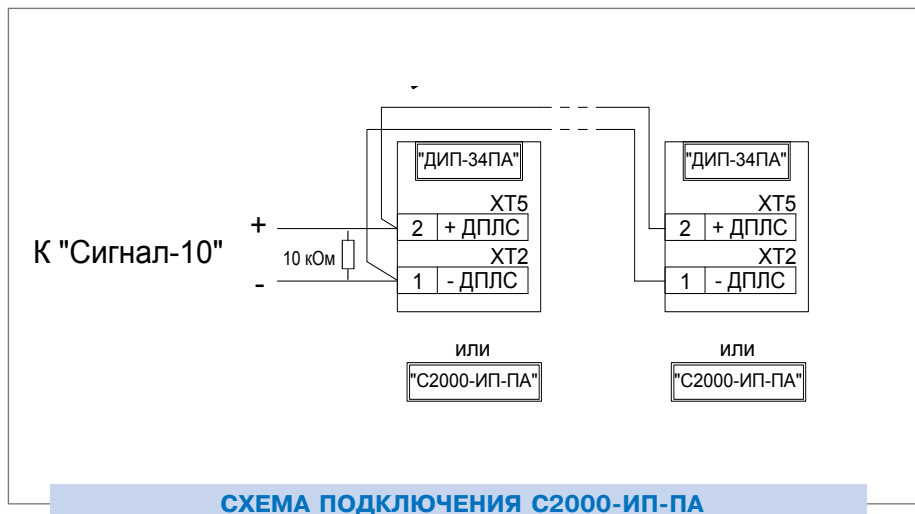 "ДИП-34ПА" "ДИП-34ПА"
XT5 XT5
+ 2 + ДПЛС 2 + ДПЛС
К "Сигнал-10" 10 кОм XT2 XT2
- 1 - ДПЛС 1 - ДПЛС
или или
"С2000-ИП-ПА" "С2000-ИП-ПА"
СХЕМА ПОДКЛЮЧЕНИЯ С2000-ИП-ПА